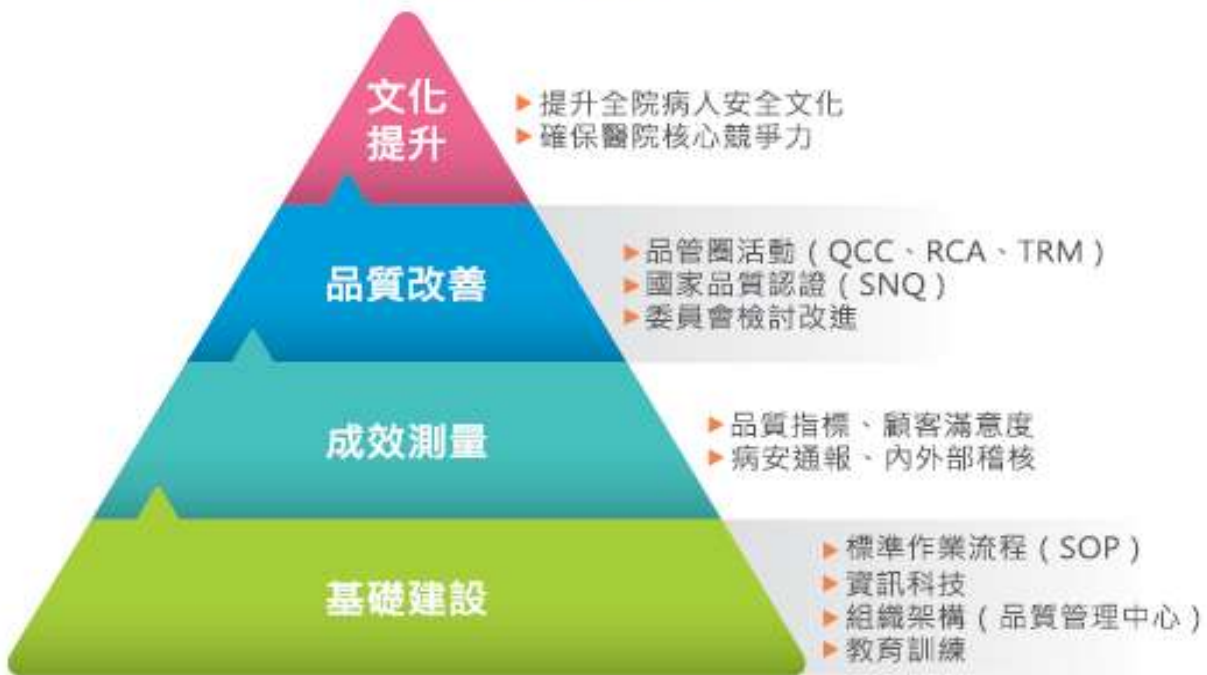 文化
提升
▶提升全院病人安全文化
▶確保醫院核心競爭力
品質改善
▶品管圈活動（QCC、RCA、TRM）
▶國家品質認證（SNQ）
▶委員會檢討改進
成效測量
▶品質指標、顧客滿意度
▶病安通報、內外部稽核
基礎建設
▶標準作業流程（SOP）
▶資訊科技
▶組織架構（品質管理中心）
▶教育訓練